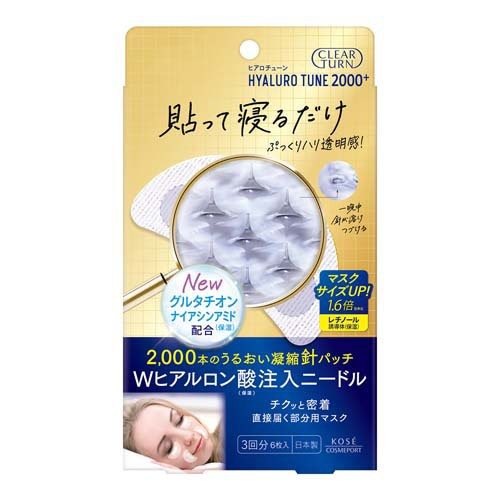 CLEAR
TURN
ヒアロチューン
HYALURO TUNE 2000+
貼って寝るだけ
ぷっくりハリ透明感!
一晩中
針が溶け
つづける
New
グルタチオン
ナイアシンアミド
配合(保湿)
マスク
サイズUP!
1.6倍
レチノール
誘導体(保湿)
2,000本のうるおい凝縮針パッチ
Wヒアルロン酸注入ニードル
(保湿)
チクッと密着
直接届く部分用マスク
3回分 6枚入 日本製
KOSÉ
COSMEPORT